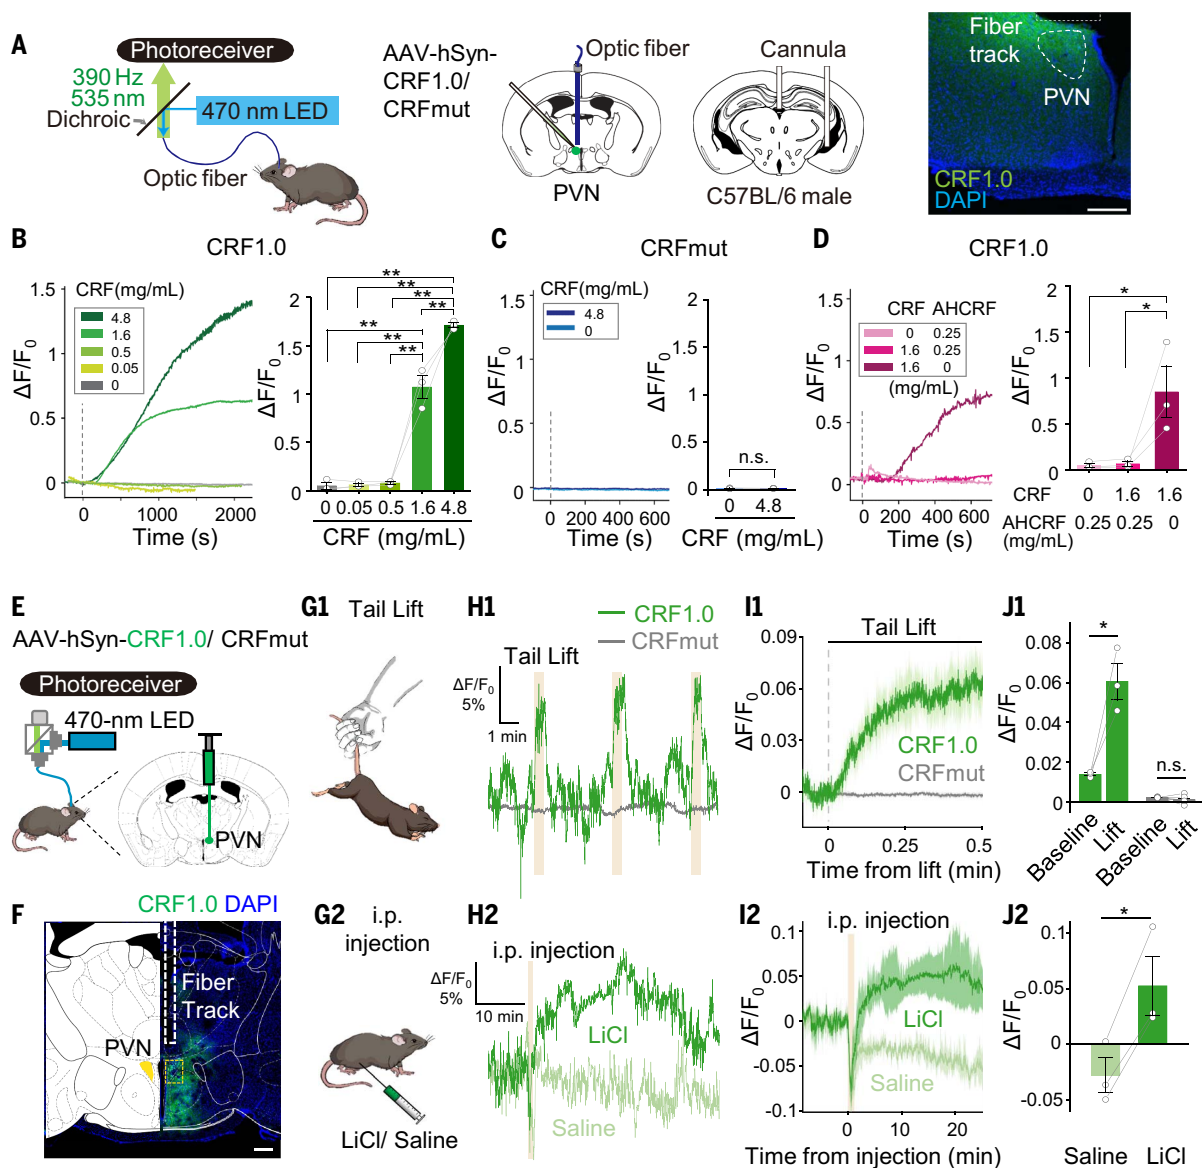 A
Photoreceiver
390 Hz
535 nm
Dichroic
470 nm LED
Optic fiber
AAV-hSyn-
CRF1.0/
CRFmut
Optic fiber
PVN
Cannula
C57BL/6 male
Fiber
track
PVN
CRF1.0
DAPI
B
CRF1.0
CRF(mg/mL)
4.8
1.6
0.5
0.05
0
ΔF/F0
1.5
1.0
0.5
0
0 1000 2000
Time (s)
ΔF/F0
2
1.5
1
0.5
0
** ** ** **
** ** **
0 0.05 0.5 1.6 4.8
CRF (mg/mL)
C
CRFmut
CRF(mg/mL)
4.8
0
ΔF/F0
1.5
1
0.5
0
0 200 400 600
Time (s)
ΔF/F0
2
1.5
1
0.5
0
n.s.
0 4.8
CRF (mg/mL)
D
CRF1.0
CRF AHCRF
0 0.25
1.6 0.25
1.6 0
(mg/mL)
ΔF/F0
1.5
1
0.5
0
0 200 400 600
Time (s)
ΔF/F0
2
1.5
1
0.5
0
*
*
CRF 0 1.6 1.6
AHCRF 0.25 0.25 0
(mg/mL)
E
AAV-hSyn-CRF1.0/ CRFmut
Photoreceiver
470-nm LED
PVN
F
CRF1.0 DAPI
Fiber
Track
PVN
G1
Tail Lift
G2
i.p.
injection
LiCl/ Saline
H1
CRF1.0
CRFmut
Tail Lift
ΔF/F0
5%
1 min
H2
i.p. injection
ΔF/F0
5%
10 min
LiCl
Saline
I1
Tail Lift
ΔF/F0
0.09
0.06
0.03
0
CRF1.0
CRFmut
0 0.25 0.5
Time from lift (min)
I2
i.p. injection
ΔF/F0
0.1
0.05
0
-0.05
-0.1
LiCl
Saline
0 10 20
Time from injection (min)
J1
ΔF/F0
0.08
0.06
0.04
0.02
0
*
n.s.
Baseline
Lift
Baseline
Lift
J2
ΔF/F0
0.1
0.05
0
-0.05
*
Saline LiCl